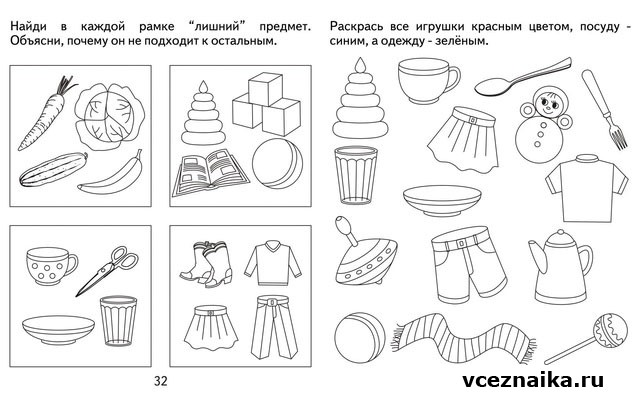 Найди в каждой рамке “лишний” предмет.
Объясни, почему он не подходит к остальным.
Раскрась все игрушки красным цветом, посуду -
синим, а одежду - зелёным.
32
vceznaika.ru